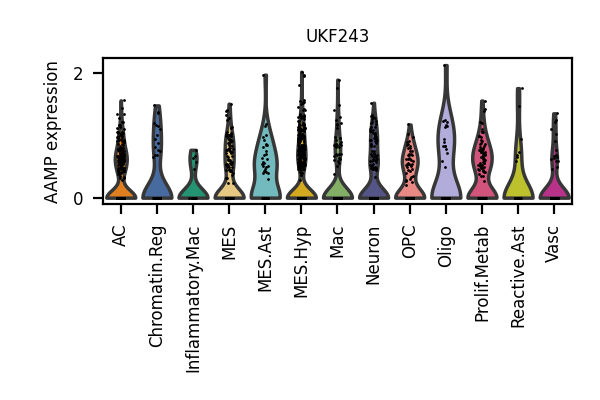 UKF243
AAMP expression
2
0
AC
Chromatin.Reg
Inflammatory.Mac
MES
MES.Ast
MES.Hyp
Mac
Neuron
OPC
Oligo
Prolif.Metab
Reactive.Ast
Vasc